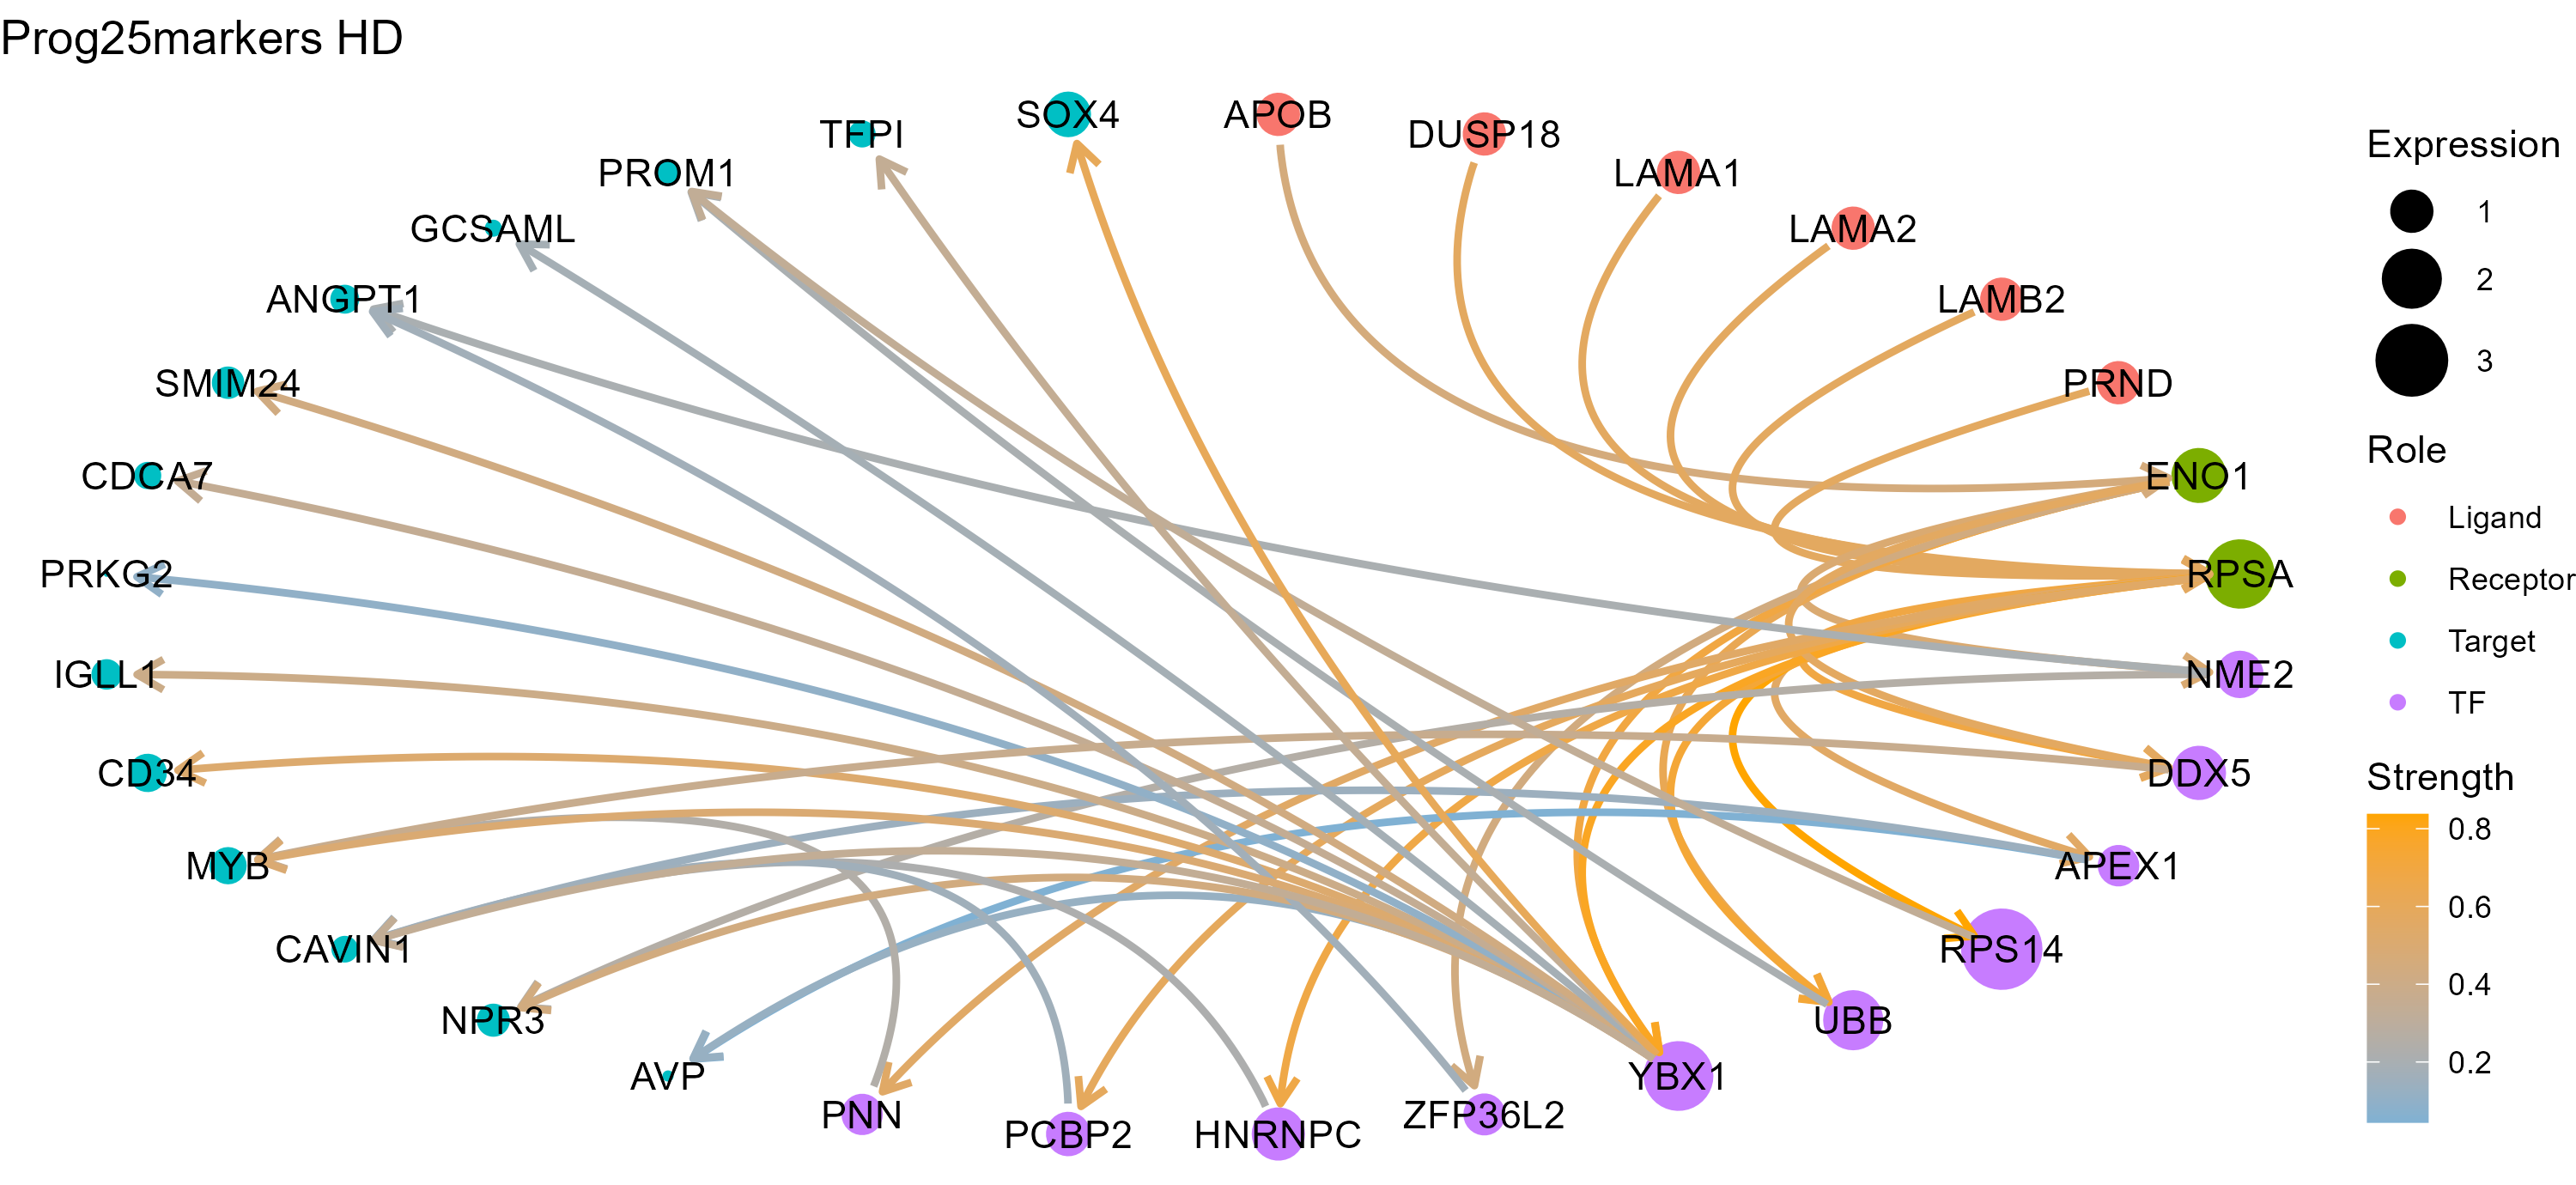 Prog25markers HD
SOX4
APOB
TFPI
DUSP18
PROM1
LAMA1
GCSAML
LAMA2
ANGPT1
LAMB2
SMIM24
PRND
CDCA7
ENO1
PRKG2
RPSA
IGLL1
NME2
CD34
DDX5
MYB
APEX1
CAVIN1
RPS14
NPR3
UBB
AVP
YBX1
PNN
ZFP36L2
PCBP2
HNRNPC
Expression
1
2
3
Role
Ligand
Receptor
Target
TF
Strength
0.8
0.6
0.4
0.2